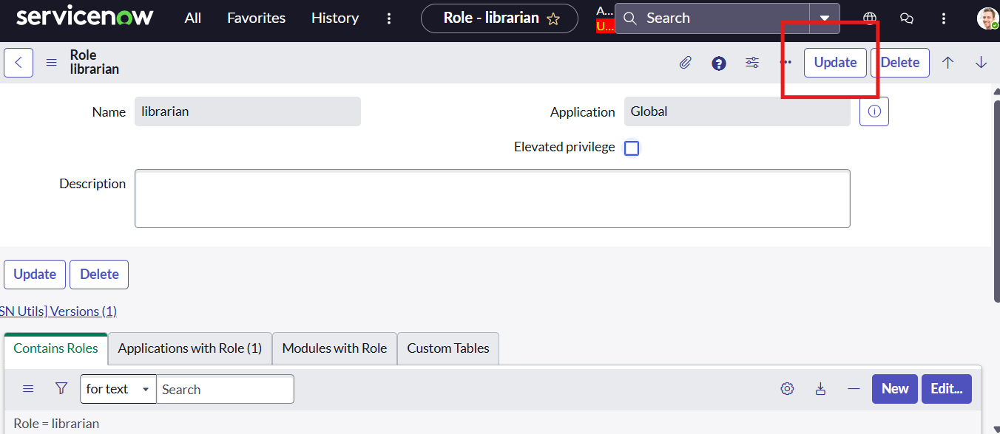 servicenow All Favorites History Role - librarian A... U... Search
Role
librarian
Update Delete
Name librarian Application Global
Elevated privilege
Description
Update Delete
SN Utils] Versions (1)
Contains Roles Applications with Role (1) Modules with Role Custom Tables
for text Search New Edit...
Role = librarian